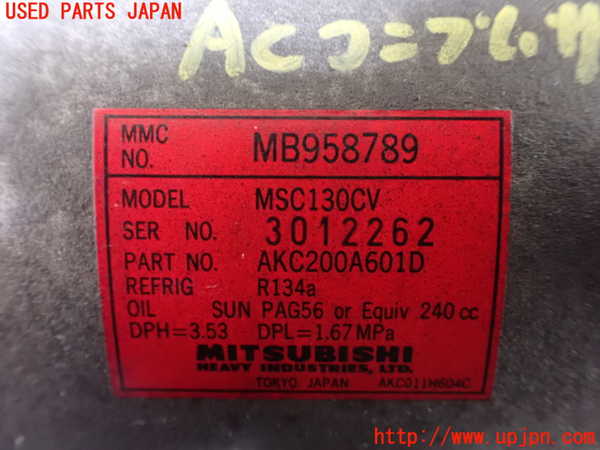 USED PARTS JAPAN
ACコンプレッサ
MMC NO. MB958789
MODEL MSC130CV
SER NO. 3012262
PART NO. AKC200A601D
REFRIG R134a
OIL SUN PAG56 or Equiv 240 cc
DPH=3.53 DPL=1.67MPa
MITSUBISHI
HEAVY INDUSTRIES, LTD.
TOKYO. JAPAN AKC011H604C
http://www.upjpn.com